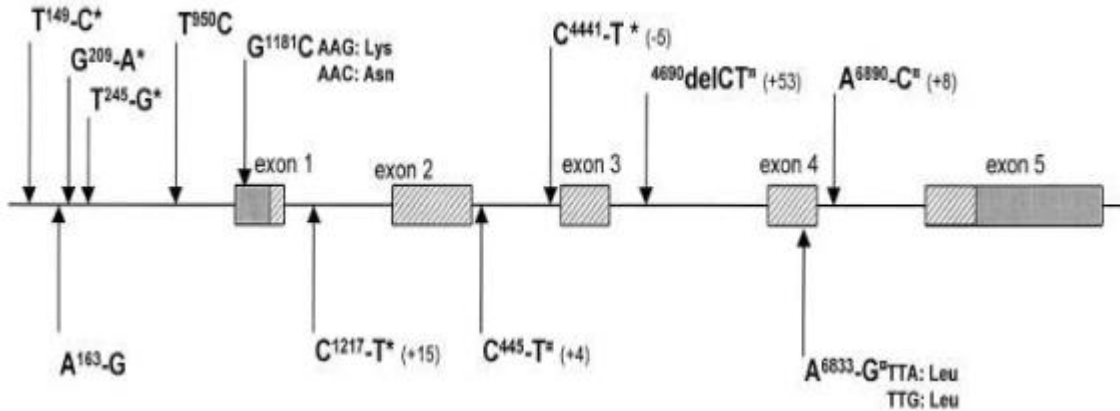 T¹⁴⁹-C*
T⁹⁵⁰C
C⁴⁴⁴¹-T * (-5)
G²⁰⁹-A*
G¹¹⁸¹C AAG: Lys
AAC: Asn
⁴⁶⁹⁰delCT¤ (+53)
A⁶⁸⁹⁰-C¤ (+8)
T²⁴⁵-G*
exon 1
exon 2
exon 3
exon 4
exon 5
A¹⁶³-G
C¹²¹⁷-T* (+15)
C⁴⁴⁵-T¤ (+4)
A⁶⁸³³-G¤ TTA: Leu
TTG: Leu